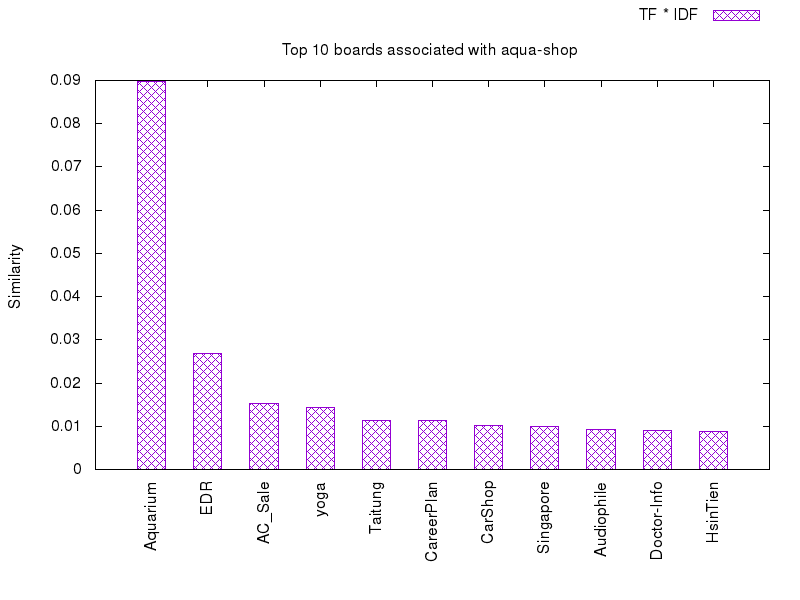 TF * IDF
Top 10 boards associated with aqua-shop
Similarity
0.09
0.08
0.07
0.06
0.05
0.04
0.03
0.02
0.01
0
Aquarium
EDR
AC_Sale
yoga
Taitung
CareerPlan
CarShop
Singapore
Audiophile
Doctor-Info
HsinTien